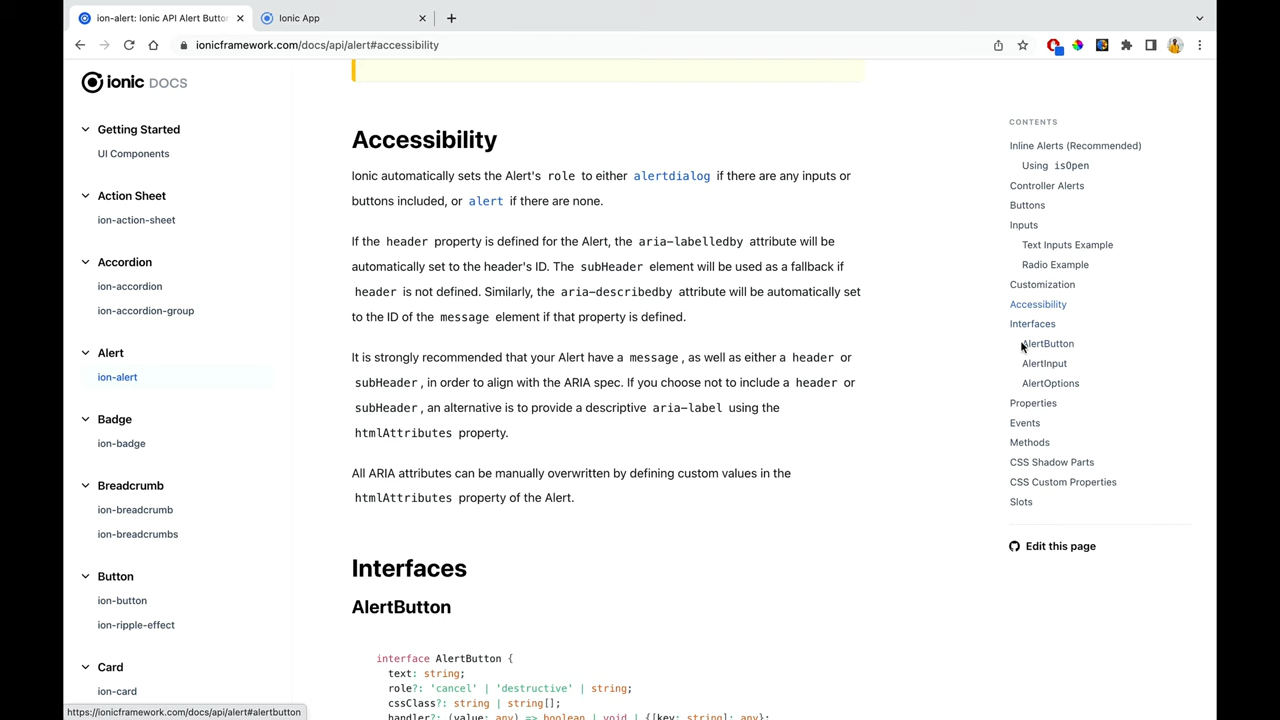 ion-alert: Ionic API Alert Button
Ionic App
ionicframework.com/docs/api/alert#accessibility
ionic DOCS
Getting Started
UI Components
Action Sheet
ion-action-sheet
Accordion
ion-accordion
ion-accordion-group
Alert
ion-alert
Badge
ion-badge
Breadcrumb
ion-breadcrumb
ion-breadcrumbs
Button
ion-button
ion-ripple-effect
Card
ion-card
https://ionicframework.com/docs/api/alert#alertbutton
Accessibility
Ionic automatically sets the Alert's role to either alertdialog if there are any inputs or
buttons included, or alert if there are none.
If the header property is defined for the Alert, the aria-labelledby attribute will be
automatically set to the header's ID. The subHeader element will be used as a fallback if
header is not defined. Similarly, the aria-describedby attribute will be automatically set
to the ID of the message element if that property is defined.
It is strongly recommended that your Alert have a message, as well as either a header or
subHeader, in order to align with the ARIA spec. If you choose not to include a header or
subHeader, an alternative is to provide a descriptive aria-label using the
htmlAttributes property.
All ARIA attributes can be manually overwritten by defining custom values in the
htmlAttributes property of the Alert.
Interfaces
AlertButton
interface AlertButton {
text: string;
role?: 'cancel' | 'destructive' | string;
cssClass?: string | string[];
handler?: (value: any) => boolean | void | {[key: string]: any};
CONTENTS
Inline Alerts (Recommended)
Using isOpen
Controller Alerts
Buttons
Inputs
Text Inputs Example
Radio Example
Customization
Accessibility
Interfaces
AlertButton
AlertInput
AlertOptions
Properties
Events
Methods
CSS Shadow Parts
CSS Custom Properties
Slots
Edit this page